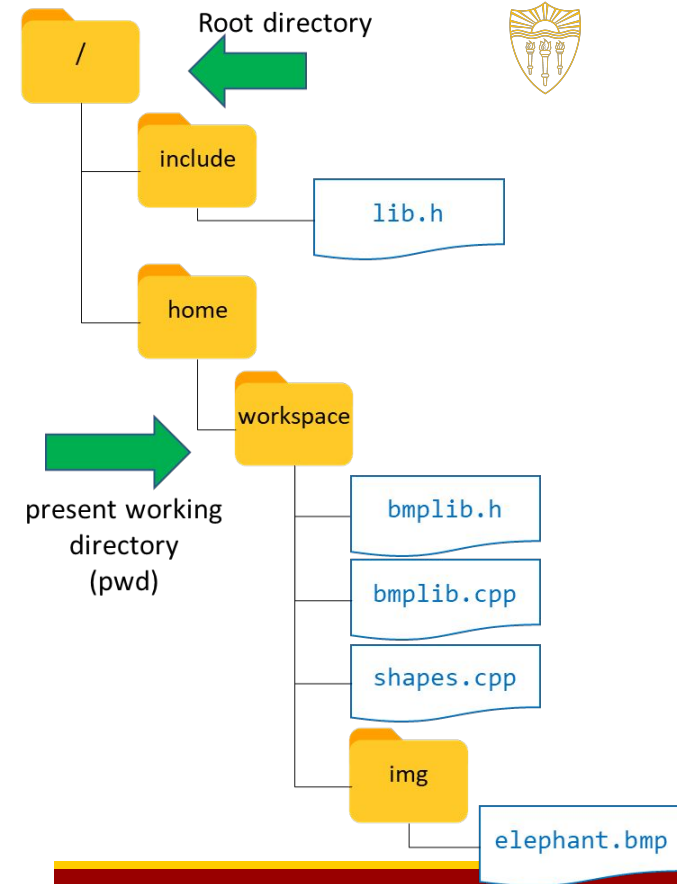 Root directory
/
include
lib.h
home
workspace
present working
directory
(pwd)
bmplib.h
bmplib.cpp
shapes.cpp
img
elephant.bmp